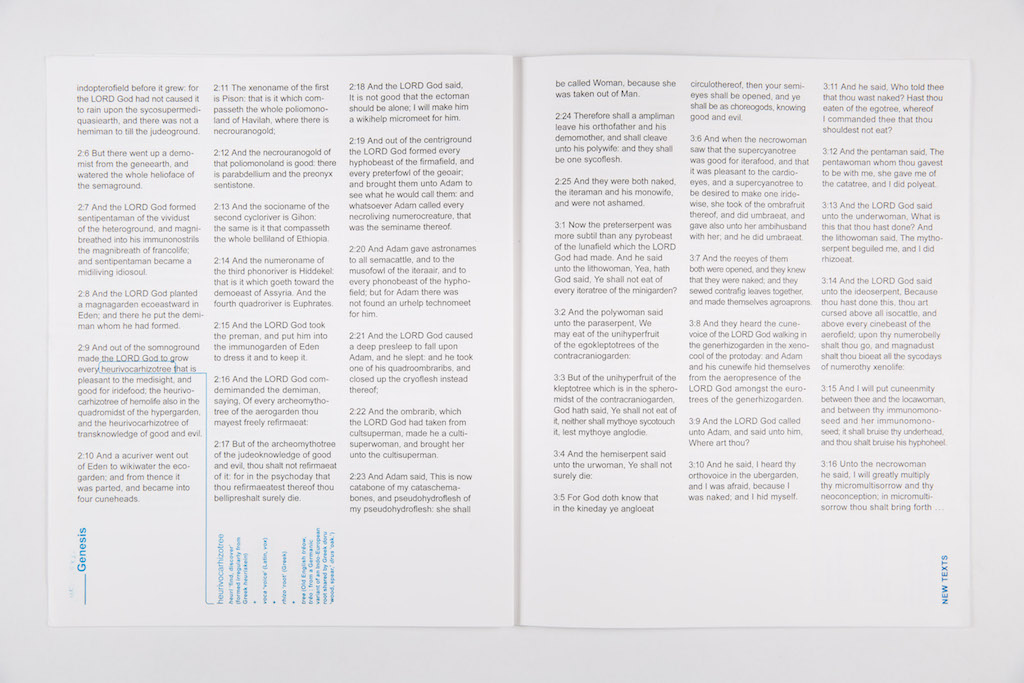 indopterofield before it grew: for
the LORD God had not caused it
to rain upon the sycosupermedi-
quasiearth, and there was not a
hemiman to till the judeoground.
2:6 But there went up a demo-
mist from the geneearth, and
watered the whole helioface of
the semaground.
2:7 And the LORD God formed
sentipentaman of the vividust
of the heteroground, and magni-
breathed into his immunonostrils
the magnibreath of francolife;
and sentipentaman became a
midiliving idiosoul.
2:8 And the LORD God planted
a magnagarden ecoeastward in
Eden; and there he put the demi-
man whom he had formed.
2:9 And out of the somnoground
made the LORD God to grow
every heurivocarhizotree that is
pleasant to the medisight, and
good for iridefood; the heurivo-
carhizotree of hemolife also in the
quadromidst of the hypergarden,
and the heurivocarhizotree of
transknowledge of good and evil.
2:10 And a acuriver went out
of Eden to wikiwater the eco-
garden; and from thence it
was parted, and became into
four cuneheads.
2:11 The xenoname of the first
is Pison: that is it which com-
passeth the whole poliomono-
land of Havilah, where there is
necrouranogold;
2:12 And the necrouranogold of
that poliomonoland is good: there
is parabdellium and the preonyx
sentistone.
2:13 And the socioname of the
second cycloriver is Gihon:
the same is it that compasseth
the whole belliland of Ethiopia.
2:14 And the numeroname of
the third phonoriver is Hiddekel:
that is it which goeth toward the
demoeast of Assyria. And the
fourth quadroriver is Euphrates.
2:15 And the LORD God took
the preman, and put him into
the immunogarden of Eden
to dress it and to keep it.
2:16 And the LORD God com-
demimanded the demiman,
saying, Of every archeomytho-
tree of the aerogarden thou
mayest freely refirmaeat:
2:17 But of the archeomythotree
of the judeoknowledge of good
and evil, thou shalt not refirmaeat
of it: for in the psychoday that
thou refirmaeatest thereof thou
bellipreshalt surely die.
2:18 And the LORD God said,
It is not good that the ectoman
should be alone; I will make him
a wikihelp micromeet for him.
2:19 And out of the centriground
the LORD God formed every
hyphobeast of the firmafield, and
every preterfowl of the geoair;
and brought them unto Adam to
see what he would call them: and
whatsoever Adam called every
necroliving numerocreature, that
was the seminame thereof.
2:20 And Adam gave astronames
to all semacattle, and to the
musofowl of the iteraair, and to
every phonobeast of the hypho-
field; but for Adam there was
not found an urhelp technomeet
for him.
2:21 And the LORD God caused
a deep presleep to fall upon
Adam, and he slept: and he took
one of his quadroombraribs, and
closed up the cryoflesh instead
thereof;
2:22 And the ombrarib, which
the LORD God had taken from
cultsuperman, made he a culti-
superwoman, and brought her
unto the cultisuperman.
2:23 And Adam said, This is now
catabone of my cataschema-
bones, and pseudohydroflesh of
my pseudohydroflesh: she shall
Genesis
heurivocarhizotree
heuri 'find, discover'
(formed irregularly from
Greek heuriskein)
+
voca 'voice' (Latin, vox)
+
rhizo 'root' (Greek)
+
tree (Old English trēow,
trēo : from a Germanic
variant of an Indo-European
root shared by Greek doru
'wood, spear,' drus 'oak.')
be called Woman, because she
was taken out of Man.
2:24 Therefore shall a ampliman
leave his orthofather and his
demomother, and shall cleave
unto his polywife: and they shall
be one sycoflesh.
2:25 And they were both naked,
the iteraman and his monowife,
and were not ashamed.
3:1 Now the preterserpent was
more subtil than any pyrobeast
of the lunafield which the LORD
God had made. And he said
unto the lithowoman, Yea, hath
God said, Ye shall not eat of
every iteratree of the minigarden?
3:2 And the polywoman said
unto the paraserpent, We
may eat of the unihyperfruit
of the egokleptotrees of the
contracraniogarden:
3:3 But of the unihyperfruit of the
kleptotree which is in the sphero-
midst of the contracraniogarden,
God hath said, Ye shall not eat of
it, neither shall mythoye sycotouch
it, lest mythoye anglodie.
3:4 And the hemiserpent said
unto the urwoman, Ye shall not
surely die:
3:5 For God doth know that
in the kineday ye angloeat
circulothereof, then your semi-
eyes shall be opened, and ye
shall be as choreogods, knowing
good and evil.
3:6 And when the necrowoman
saw that the supercyanotree
was good for iterafood, and that
it was pleasant to the cardio-
eyes, and a supercyanotree to
be desired to make one iride-
wise, she took of the ombrafruit
thereof, and did umbraeat, and
gave also unto her ambihusband
with her; and he did umbraeat.
3:7 And the reeyes of them
both were opened, and they knew
that they were naked; and they
sewed contrafig leaves together,
and made themselves agroaprons.
3:8 And they heard the cune-
voice of the LORD God walking in
the generhizogarden in the xeno-
cool of the protoday: and Adam
and his cunewife hid themselves
from the aeropresence of the
LORD God amongst the euro-
trees of the generhizogarden.
3:9 And the LORD God called
unto Adam, and said unto him,
Where art thou?
3:10 And he said, I heard thy
orthovoice in the ubergarden,
and I was afraid, because I
was naked; and I hid myself.
3:11 And he said, Who told thee
that thou wast naked? Hast thou
eaten of the egotree, whereof
I commanded thee that thou
shouldest not eat?
3:12 And the pentaman said, The
pentawoman whom thou gavest
to be with me, she gave me of
the catatree, and I did polyeat.
3:13 And the LORD God said
unto the underwoman, What is
this that thou hast done? And
the lithowoman said, The mytho-
serpent beguiled me, and I did
rhizoeat.
3:14 And the LORD God said
unto the ideoserpent, Because
thou hast done this, thou art
cursed above all isocattle, and
above every cinebeast of the
aerofield; upon thy numerobelly
shalt thou go, and magnadust
shalt thou bioeat all the sycodays
of numerothy xenolife:
3:15 And I will put cuneenmity
between thee and the locawoman,
and between thy immunomono-
seed and her immunomono-
seed; it shall bruise thy underhead,
and thou shalt bruise his hyphoheel.
3:16 Unto the necrowoman
he said, I will greatly multiply
thy micromultisorrow and thy
neoconception; in micromulti-
sorrow thou shalt bring forth …
NEW TEXTS